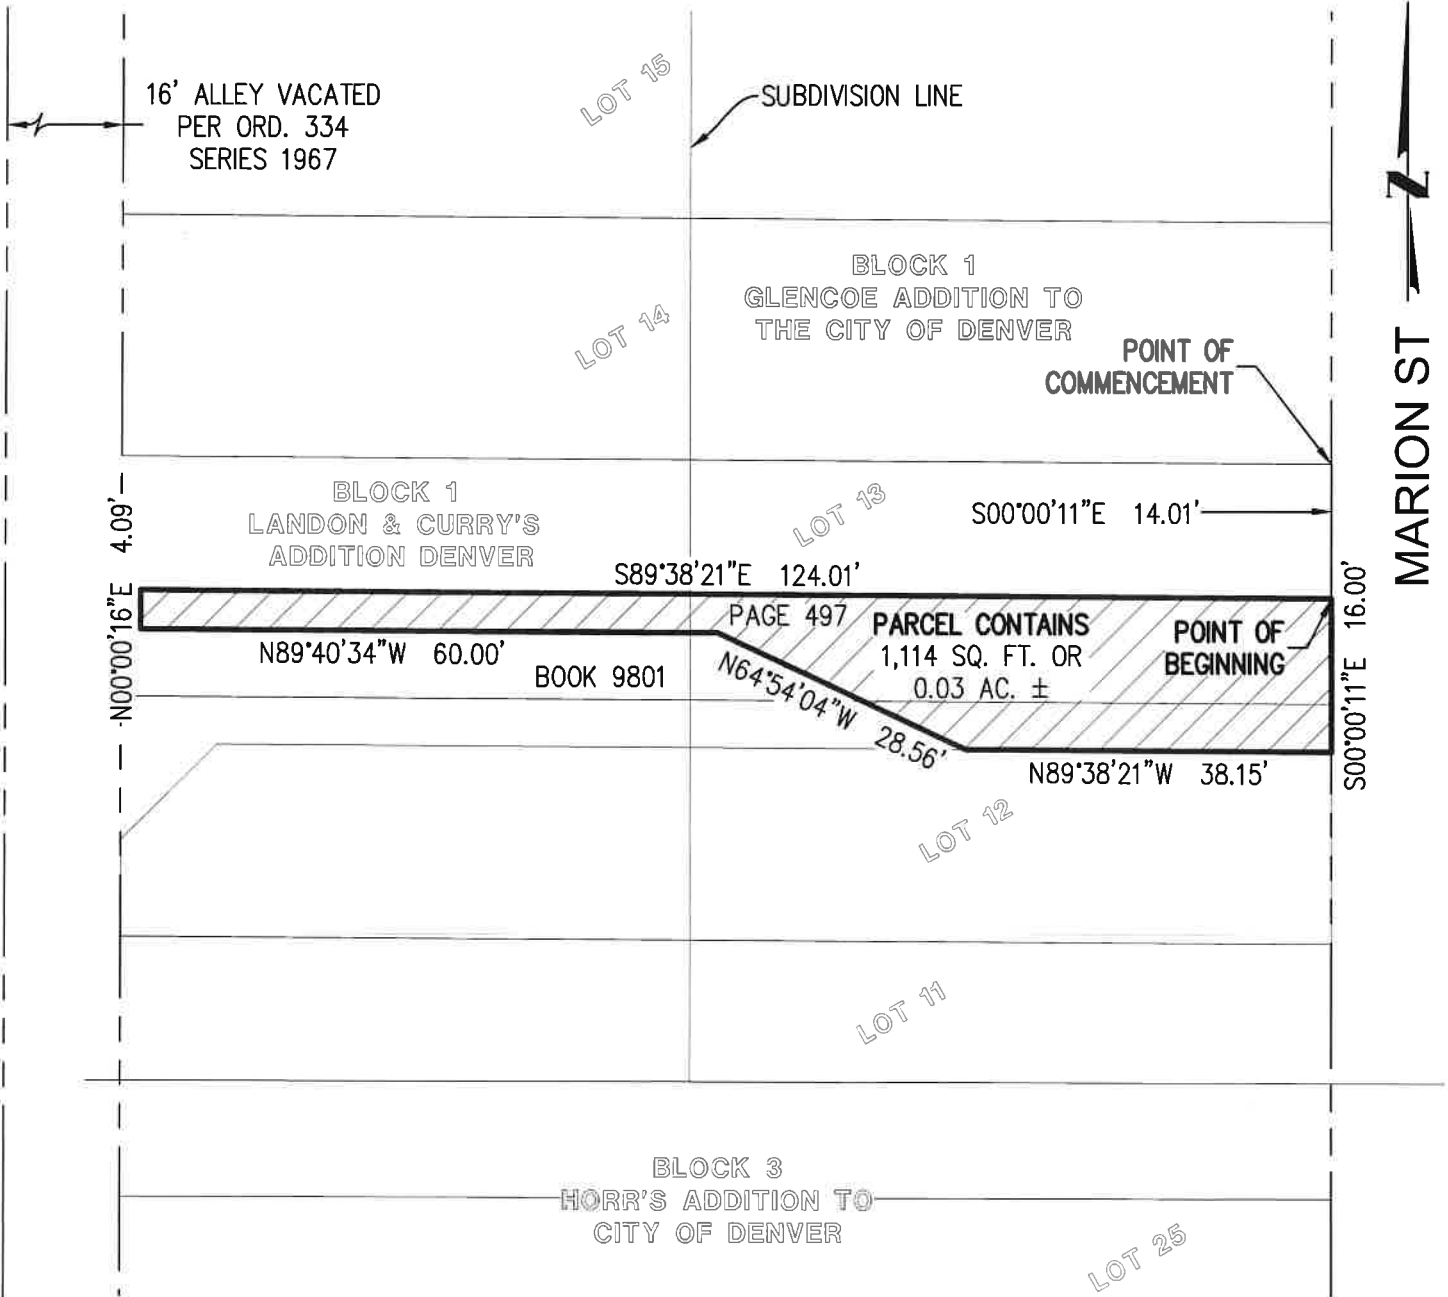 16' ALLEY VACATED
PER ORD. 334
SERIES 1967
LOT 15
SUBDIVISION LINE
N
MARION ST
BLOCK 1
GLENCOE ADDITION TO
THE CITY OF DENVER
LOT 14
POINT OF
COMMENCEMENT
BLOCK 1
LANDON & CURRY'S
ADDITION DENVER
LOT 13
S00°00'11"E 14.01'
N00°00'16"E 4.09'
S89°38'21"E 124.01'
PAGE 497
PARCEL CONTAINS
1,114 SQ. FT. OR
0.03 AC. ±
POINT OF
BEGINNING
S00°00'11"E 16.00'
N89°40'34"W 60.00'
BOOK 9801
N64°54'04"W 28.56'
N89°38'21"W 38.15'
LOT 12
LOT 11
BLOCK 3
HORR'S ADDITION TO
CITY OF DENVER
LOT 25